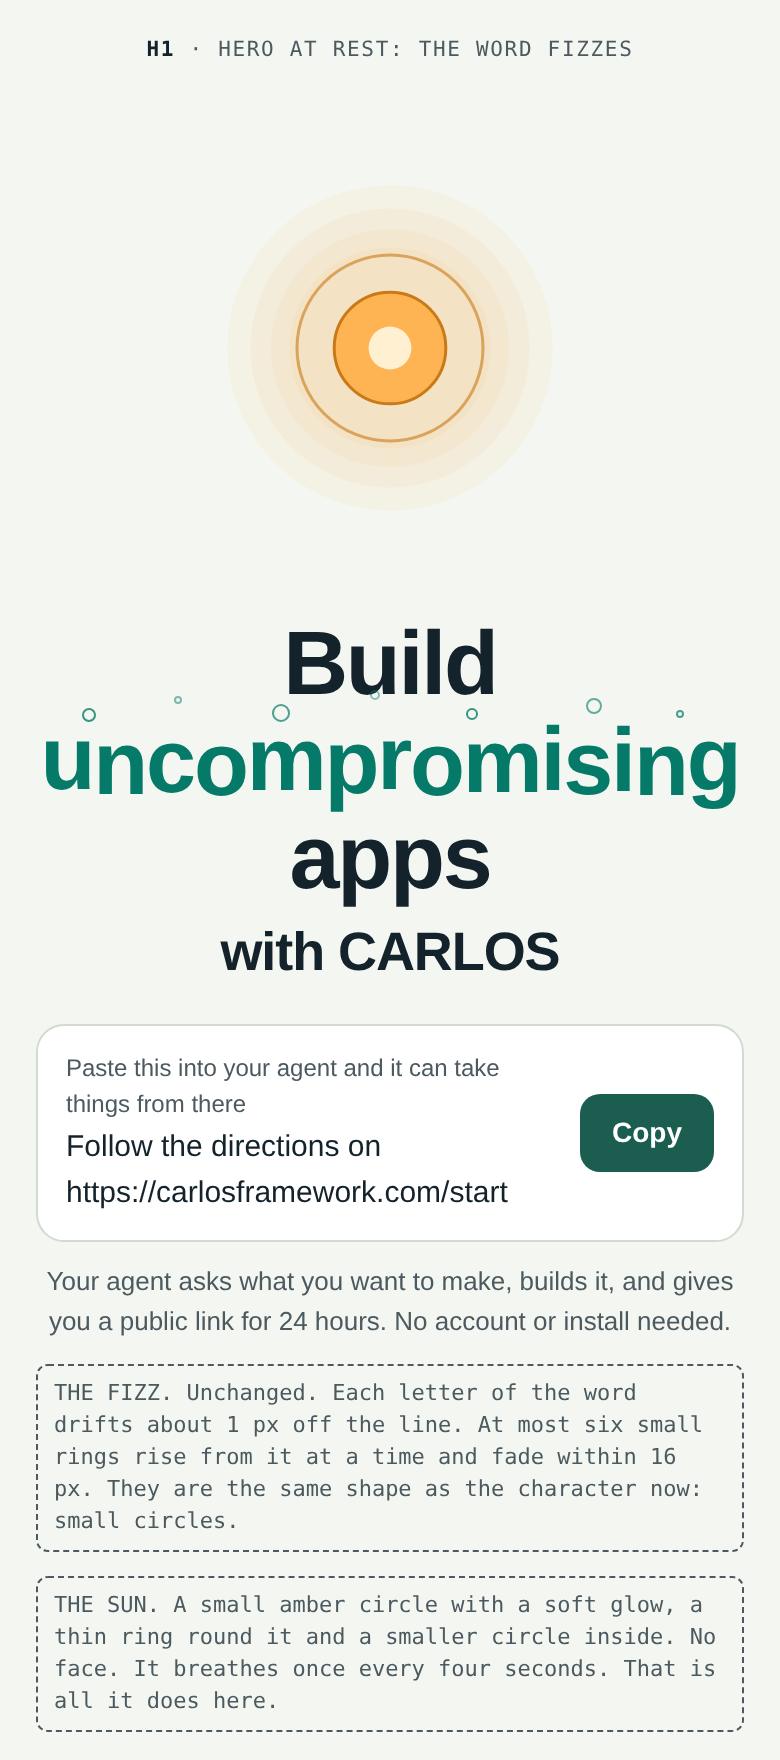 H1 · HERO AT REST: THE WORD FIZZES
Build
uncompromising
apps
with CARLOS
Paste this into your agent and it can take
things from there
Follow the directions on
https://carlosframework.com/start
Copy
Your agent asks what you want to make, builds it, and gives
you a public link for 24 hours. No account or install needed.
THE FIZZ. Unchanged. Each letter of the word
drifts about 1 px off the line. At most six small
rings rise from it at a time and fade within 16
px. They are the same shape as the character now:
small circles.
THE SUN. A small amber circle with a soft glow, a
thin ring round it and a smaller circle inside. No
face. It breathes once every four seconds. That is
all it does here.